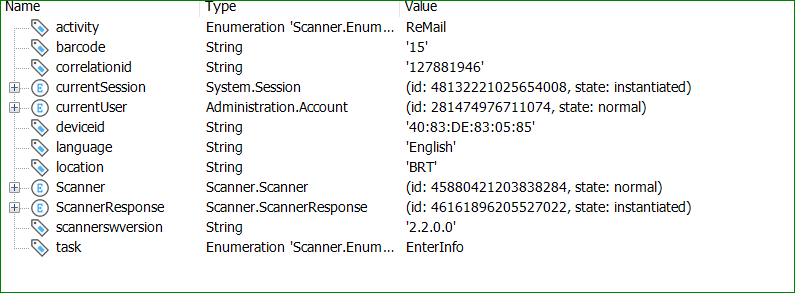 Name Type Value
activity Enumeration 'Scanner.Enum... ReMail
barcode String '15'
correlationid String '127881946'
currentSession System.Session (id: 48132221025654008, state: instantiated)
currentUser Administration.Account (id: 281474976711074, state: normal)
deviceid String '40:83:DE:83:05:85'
language String 'English'
location String 'BRT'
Scanner Scanner.Scanner (id: 45880421203838284, state: normal)
ScannerResponse Scanner.ScannerResponse (id: 46161896205527022, state: instantiated)
scannerswversion String '2.2.0.0'
task Enumeration 'Scanner.Enum... EnterInfo